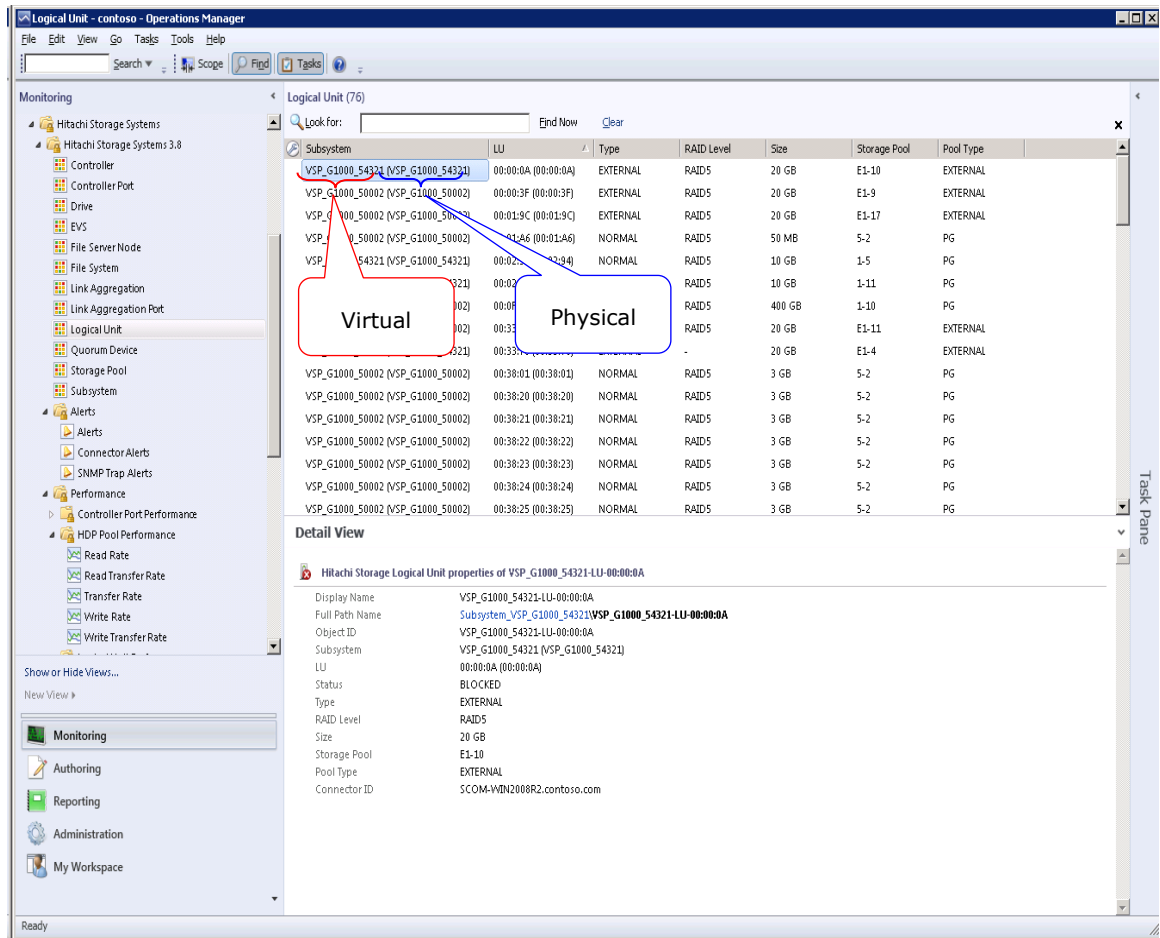 Logical Unit - contoso - Operations Manager
File Edit View Go Tasks Tools Help
Search Scope Find Tasks
Monitoring
Hitachi Storage Systems
Hitachi Storage Systems 3.8
Controller
Controller Port
Drive
EVS
File Server Node
File System
Link Aggregation
Link Aggregation Port
Logical Unit
Quorum Device
Storage Pool
Subsystem
Alerts
Alerts
Connector Alerts
SNMP Trap Alerts
Performance
Controller Port Performance
HDP Pool Performance
Read Rate
Read Transfer Rate
Transfer Rate
Write Rate
Write Transfer Rate
Show or Hide Views...
New View
Monitoring
Authoring
Reporting
Administration
My Workspace
Logical Unit (76)
Look for: Find Now Clear
Subsystem LU Type RAID Level Size Storage Pool Pool Type
VSP_G1000_54321 (VSP_G1000_54321) 00:00:0A (00:00:0A) EXTERNAL RAID5 20 GB E1-10 EXTERNAL
VSP_G1000_50002 (VSP_G1000_50002) 00:00:3F (00:00:3F) EXTERNAL RAID5 20 GB E1-9 EXTERNAL
000_50002 (VSP_G1000_50002) 00:01:9C (00:01:9C) EXTERNAL RAID5 20 GB E1-17 EXTERNAL
0_50002 (VSP_G1000_50002) (00:01:A6) NORMAL RAID5 50 MB 5-2 PG
54321 (VSP_G1000_54321) NORMAL RAID5 10 GB 1-5 PG
RAID5 10 GB 1-11 PG
RAID5 400 GB 1-10 PG
RAID5 20 GB E1-11 EXTERNAL
- 20 GB E1-4 EXTERNAL
Virtual
Physical
VSP_G1000_50002 (VSP_G1000_50002) 00:38:01 (00:38:01) NORMAL RAID5 3 GB 5-2 PG
VSP_G1000_50002 (VSP_G1000_50002) 00:38:20 (00:38:20) NORMAL RAID5 3 GB 5-2 PG
VSP_G1000_50002 (VSP_G1000_50002) 00:38:21 (00:38:21) NORMAL RAID5 3 GB 5-2 PG
VSP_G1000_50002 (VSP_G1000_50002) 00:38:22 (00:38:22) NORMAL RAID5 3 GB 5-2 PG
VSP_G1000_50002 (VSP_G1000_50002) 00:38:23 (00:38:23) NORMAL RAID5 3 GB 5-2 PG
VSP_G1000_50002 (VSP_G1000_50002) 00:38:24 (00:38:24) NORMAL RAID5 3 GB 5-2 PG
VSP_G1000_50002 (VSP_G1000_50002) 00:38:25 (00:38:25) NORMAL RAID5 3 GB 5-2 PG
Detail View
Hitachi Storage Logical Unit properties of VSP_G1000_54321-LU-00:00:0A
Display Name VSP_G1000_54321-LU-00:00:0A
Full Path Name Subsystem_VSP_G1000_54321\VSP_G1000_54321-LU-00:00:0A
Object ID VSP_G1000_54321-LU-00:00:0A
Subsystem VSP_G1000_54321 (VSP_G1000_54321)
LU 00:00:0A (00:00:0A)
Status BLOCKED
Type EXTERNAL
RAID Level RAID5
Size 20 GB
Storage Pool E1-10
Pool Type EXTERNAL
Connector ID SCOM-WIN2008R2.contoso.com
Task Pane
Ready